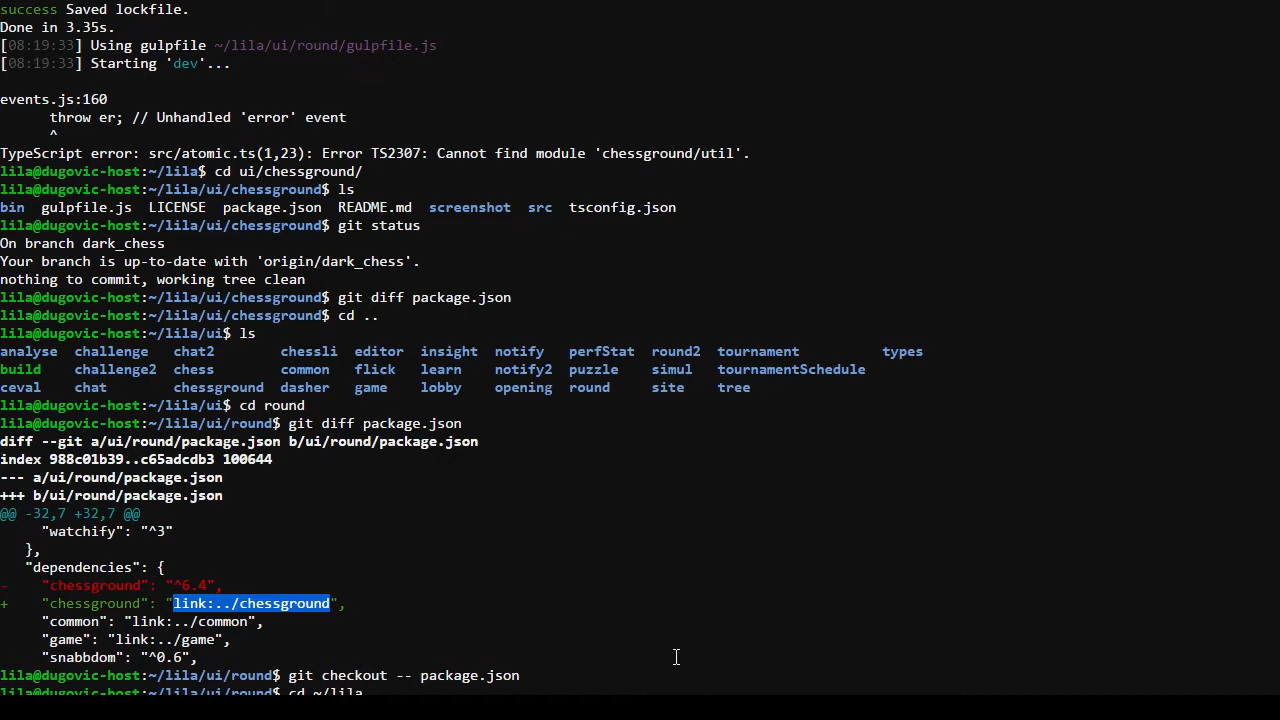 success Saved lockfile.
Done in 3.35s.
[08:19:33] Using gulpfile ~/lila/ui/round/gulpfile.js
[08:19:33] Starting 'dev'...
events.js:160
throw er; // Unhandled 'error' event
^
TypeScript error: src/atomic.ts(1,23): Error TS2307: Cannot find module 'chessground/util'.
lila@dugovic-host:~/lila$ cd ui/chessground/
lila@dugovic-host:~/lila/ui/chessground$ ls
bin gulpfile.js LICENSE package.json README.md screenshot src tsconfig.json
lila@dugovic-host:~/lila/ui/chessground$ git status
On branch dark_chess
Your branch is up-to-date with 'origin/dark_chess'.
nothing to commit, working tree clean
lila@dugovic-host:~/lila/ui/chessground$ git diff package.json
lila@dugovic-host:~/lila/ui/chessground$ cd ..
lila@dugovic-host:~/lila/ui$ ls
analyse challenge chat2 chessli editor insight notify perfStat round2 tournament types
build challenge2 chess common flick learn notify2 puzzle simul tournamentSchedule
ceval chat chessground dasher game lobby opening round site tree
lila@dugovic-host:~/lila/ui$ cd round
lila@dugovic-host:~/lila/ui/round$ git diff package.json
diff --git a/ui/round/package.json b/ui/round/package.json
index 988c01b39..c65adcdb3 100644
--- a/ui/round/package.json
+++ b/ui/round/package.json
@@ -32,7 +32,7 @@
"watchify": "^3"
},
"dependencies": {
- "chessground": "^6.4",
+ "chessground": "link:../chessground",
"common": "link:../common",
"game": "link:../game",
"snabbdom": "^0.6",
lila@dugovic-host:~/lila/ui/round$ git checkout -- package.json
lila@dugovic-host:~/lila/ui/round$ cd ~/lila